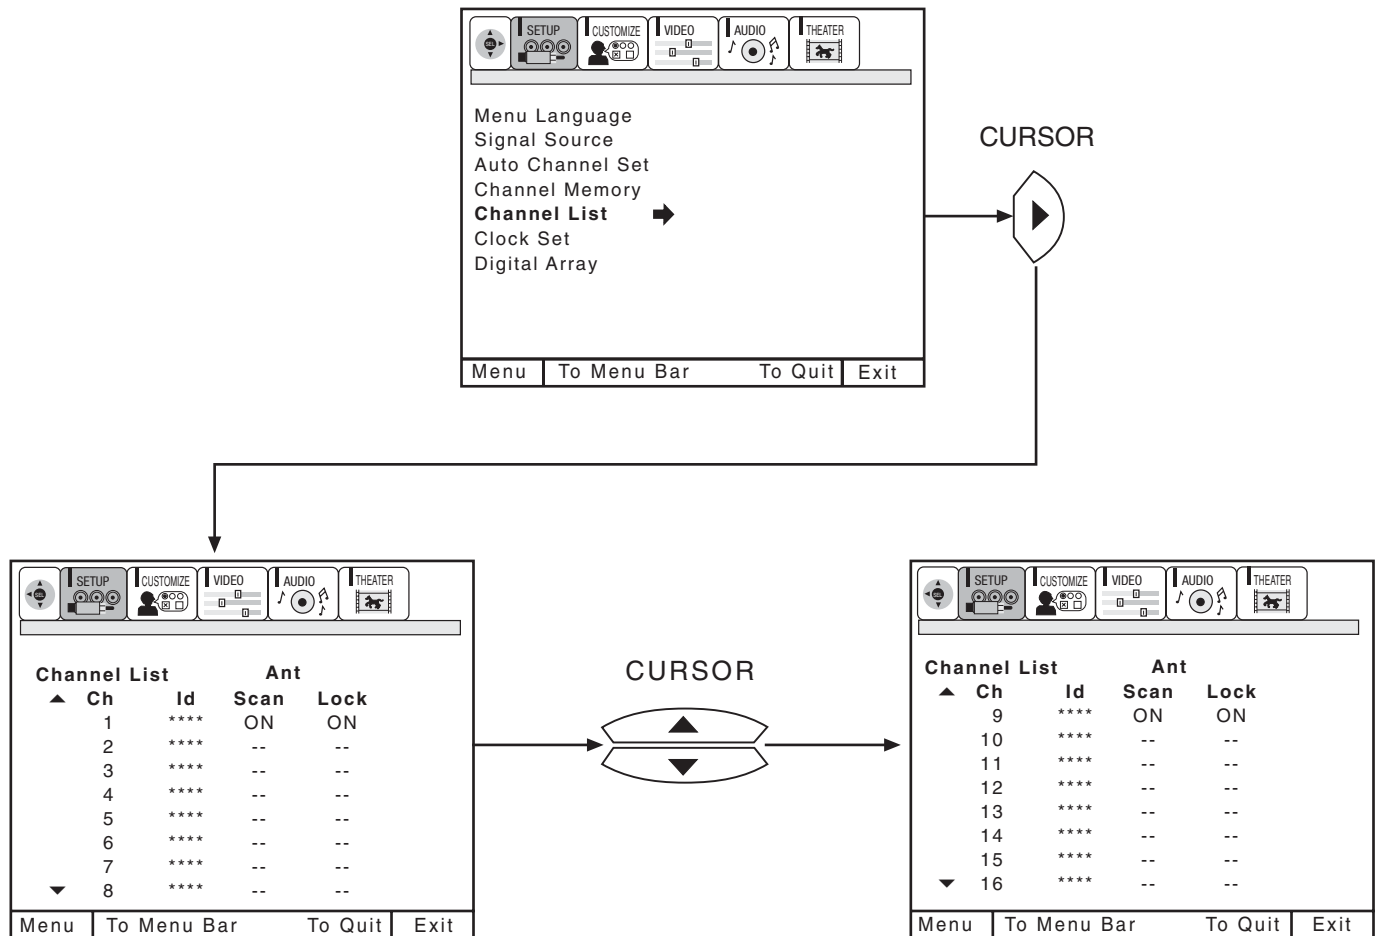 SETUP CUSTOMIZE VIDEO AUDIO THEATER
SEL
Menu Language
Signal Source
Auto Channel Set
Channel Memory
Channel List
Clock Set
Digital Array
Menu To Menu Bar To Quit Exit
CURSOR
SETUP CUSTOMIZE VIDEO AUDIO THEATER
SEL
Channel List Ant
Ch Id Scan Lock
1 **** ON ON
2 **** -- --
3 **** -- --
4 **** -- --
5 **** -- --
6 **** -- --
7 **** -- --
8 **** -- --
Menu To Menu Bar To Quit Exit
CURSOR
SETUP CUSTOMIZE VIDEO AUDIO THEATER
SEL
Channel List Ant
Ch Id Scan Lock
9 **** ON ON
10 **** -- --
11 **** -- --
12 **** -- --
13 **** -- --
14 **** -- --
15 **** -- --
16 **** -- --
Menu To Menu Bar To Quit Exit